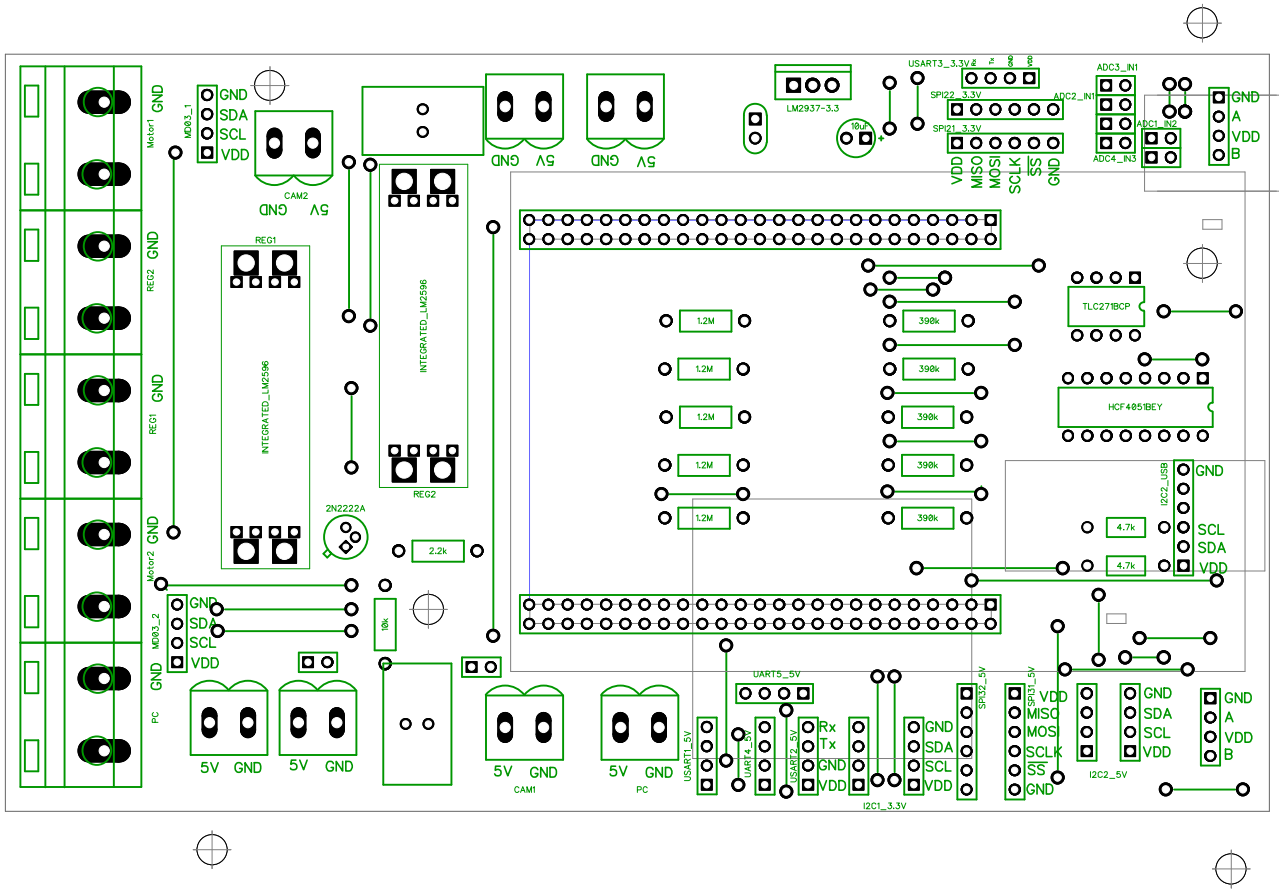 USART3_3.3V
Rx
Tx
GND
VDD
ADC3_IN1
SPI22_3.3V
ADC2_IN1
SPI21_3.3V
ADC1_IN2
ADC4_IN3
GND
A
VDD
B
VDD
MISO
MOSI
SCLK
SS
GND
LM2937-3.3
10uF
+
GND
5V
GND
5V
Motor1
GND
MD03_1
GND
SDA
SCL
VDD
CAM2
GND
5V
REG2
GND
REG1
INTEGRATED_LM2596
INTEGRATED_LM2596
REG2
REG1
GND
TLC271BCP
HCF4051BEY
1.2M
390k
1.2M
390k
1.2M
390k
1.2M
390k
1.2M
390k
I2C2_USB
GND
SCL
SDA
VDD
4.7k
4.7k
2N2222A
2.2k
10k
Motor2
GND
MD03_2
GND
SDA
SCL
VDD
PC
GND
5V
GND
5V
GND
5V
GND
CAM1
5V
GND
PC
UART5_5V
USART1_5V
UART4_5V
USART2_5V
Rx
Tx
GND
VDD
I2C1_3.3V
GND
SDA
SCL
VDD
SPI32_5V
SPI31_5V
VDD
MISO
MOSI
SCLK
SS
GND
I2C2_5V
GND
SDA
SCL
VDD
GND
A
VDD
B